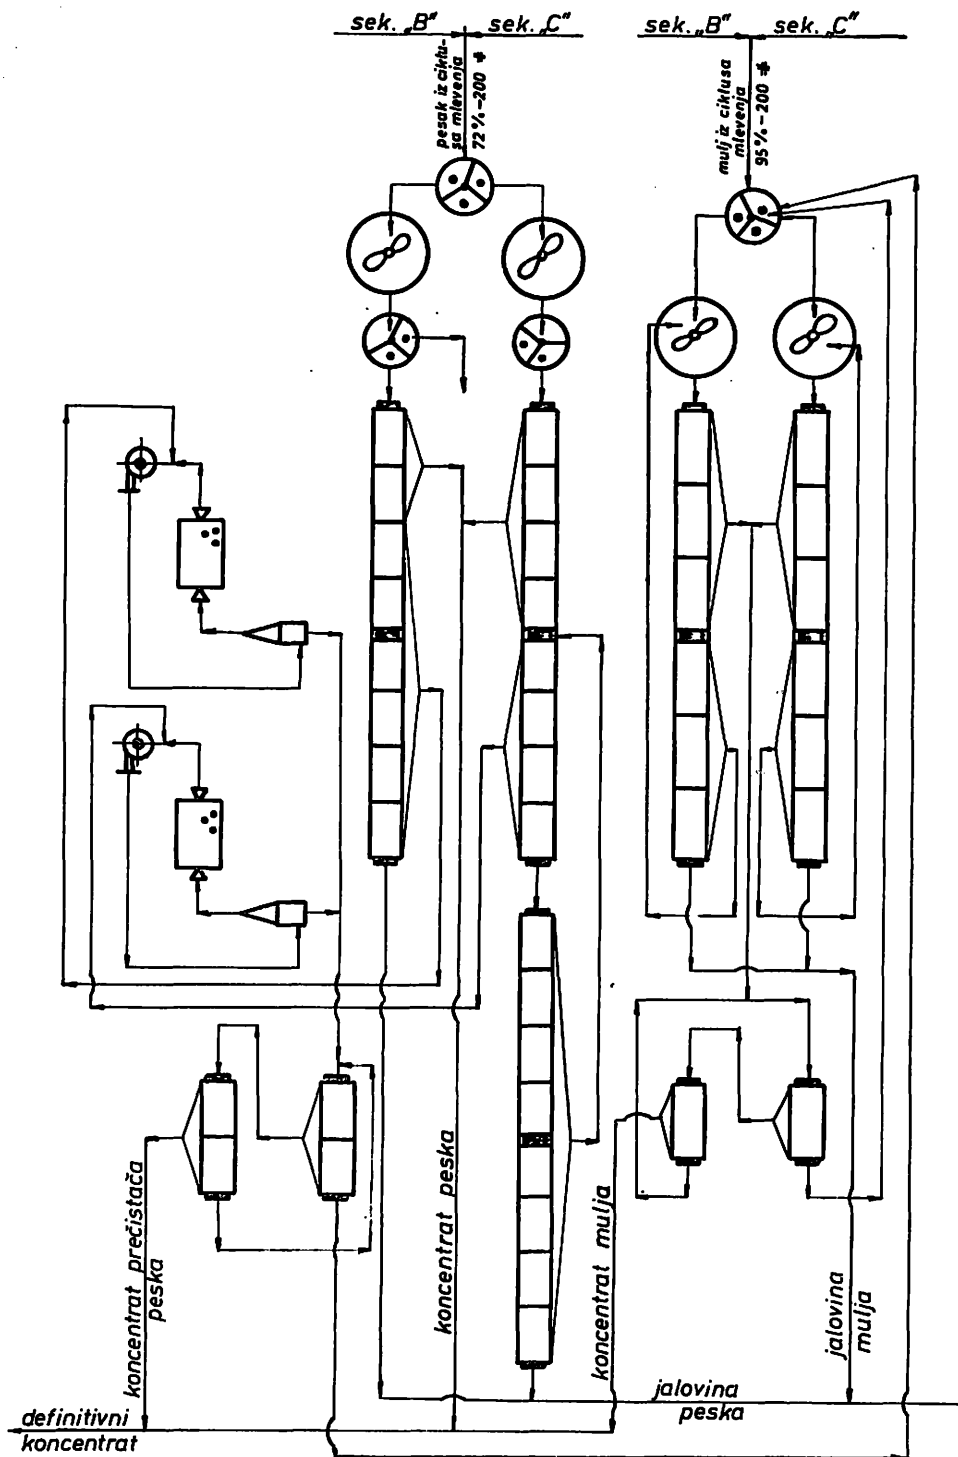 sek. „B”
sek. „C”
sek. „B”
sek. „C”
pesak iz ciklu-
sa mlevenja
72%-200 #
mulj iz ciklusa
mlevenja
95%-200 #
koncentrat prečistača
peska
koncentrat peska
koncentrat mulja
jalovina
mulja
jalovina
peska
definitivni
koncentrat